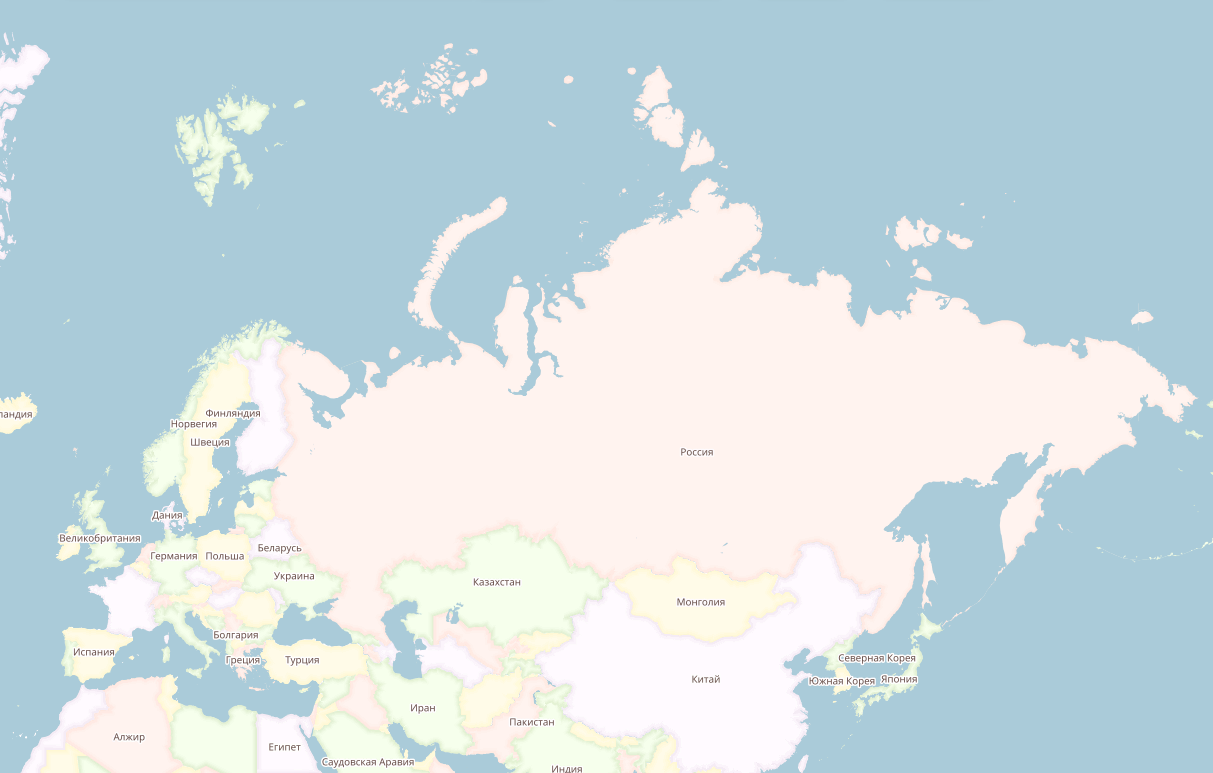 ландия
Финляндия
Норвегия
Швеция
Россия
Дания
Великобритания
Беларусь
Германия
Польша
Украина
Казахстан
Монголия
Болгария
Испания
Греция
Турция
Северная Корея
Китай
Южная Корея
Япония
Иран
Пакистан
Алжир
Египет
Саудовская Аравия
Индия